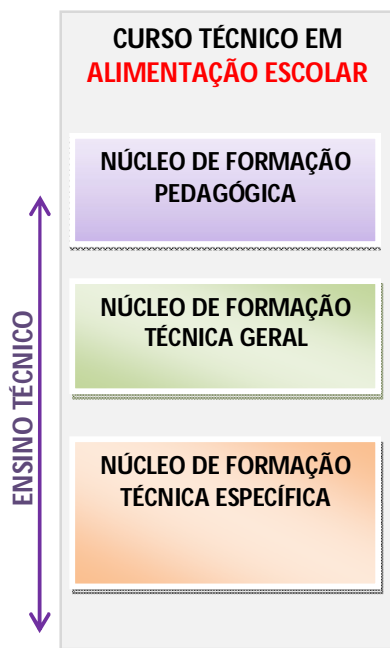 CURSO TÉCNICO EM
ALIMENTAÇÃO ESCOLAR
NÚCLEO DE FORMAÇÃO
PEDAGÓGICA
NÚCLEO DE FORMAÇÃO
TÉCNICA GERAL
NÚCLEO DE FORMAÇÃO
TÉCNICA ESPECÍFICA
ENSINO TÉCNICO